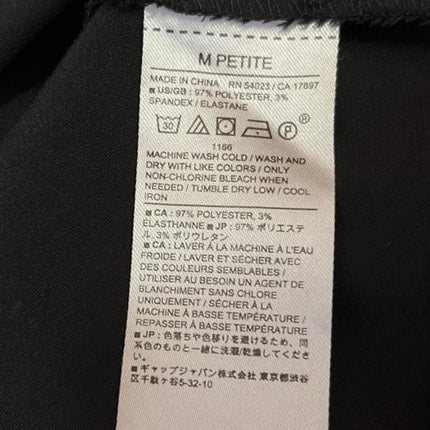 M PETITE
MADE IN CHINA RN 54023 / CA 17897
■ US/GB : 97% POLYESTER, 3%
SPANDEX / ELASTANE
30 P ®
1166
MACHINE WASH COLD / WASH AND
DRY WITH LIKE COLORS / ONLY
NON-CHLORINE BLEACH WHEN
NEEDED / TUMBLE DRY LOW / COOL
IRON
■ CA : 97% POLYESTER, 3%
ELASTHANNE ■ JP : 97% ポリエステ
ル, 3% ポリウレタン
■ CA : LAVER À LA MACHINE À L'EAU
FROIDE / LAVER ET SÉCHER AVEC
DES COULEURS SEMBLABLES /
UTILISER AU BESOIN UN AGENT DE
BLANCHIMENT SANS CHLORE
UNIQUEMENT / SÉCHER À LA
MACHINE À BASSE TEMPÉRATURE /
REPASSER À BASSE TEMPÉRATURE
■ JP : 色落ちや色移りを避けるため、同
系色のものと一緒に洗濯/乾燥してくださ
い.
■ ギャップジャパン株式会社 東京都渋谷
区千駄ヶ谷5-32-10